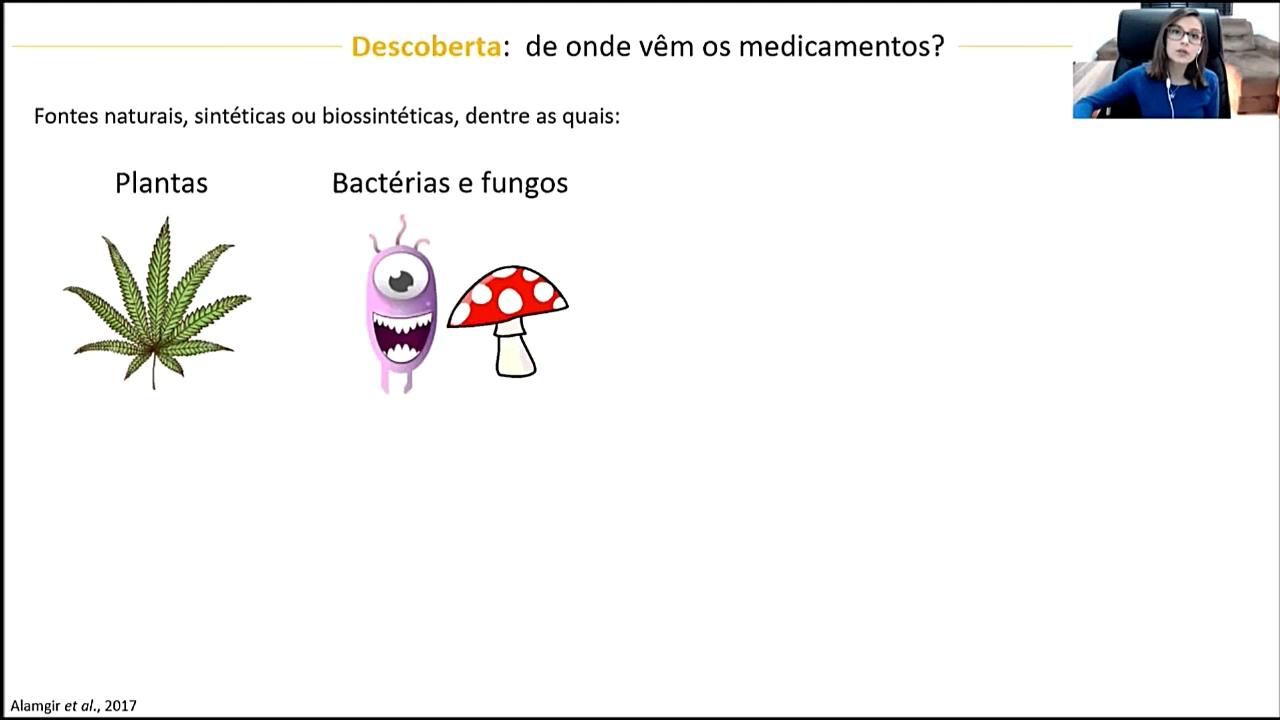 Descoberta: de onde vêm os medicamentos?
Fontes naturais, sintéticas ou biossintéticas, dentre as quais:
Plantas
Bactérias e fungos
Alamgir et al., 2017